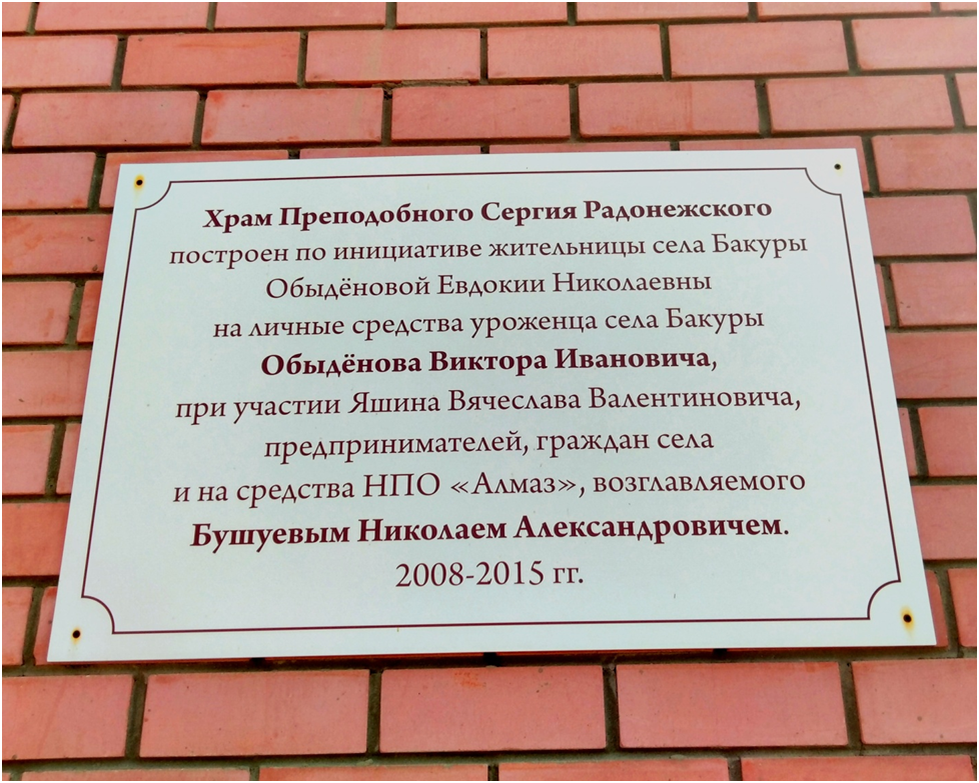 Храм Преподобного Сергия Радонежского
построен по инициативе жительницы села Бакуры
Обыдёновой Евдокии Николаевны
на личные средства уроженца села Бакуры
Обыдёнова Виктора Ивановича,
при участии Яшина Вячеслава Валентиновича,
предпринимателей, граждан села
и на средства НПО «Алмаз», возглавляемого
Бушуевым Николаем Александровичем.
2008-2015 гг.